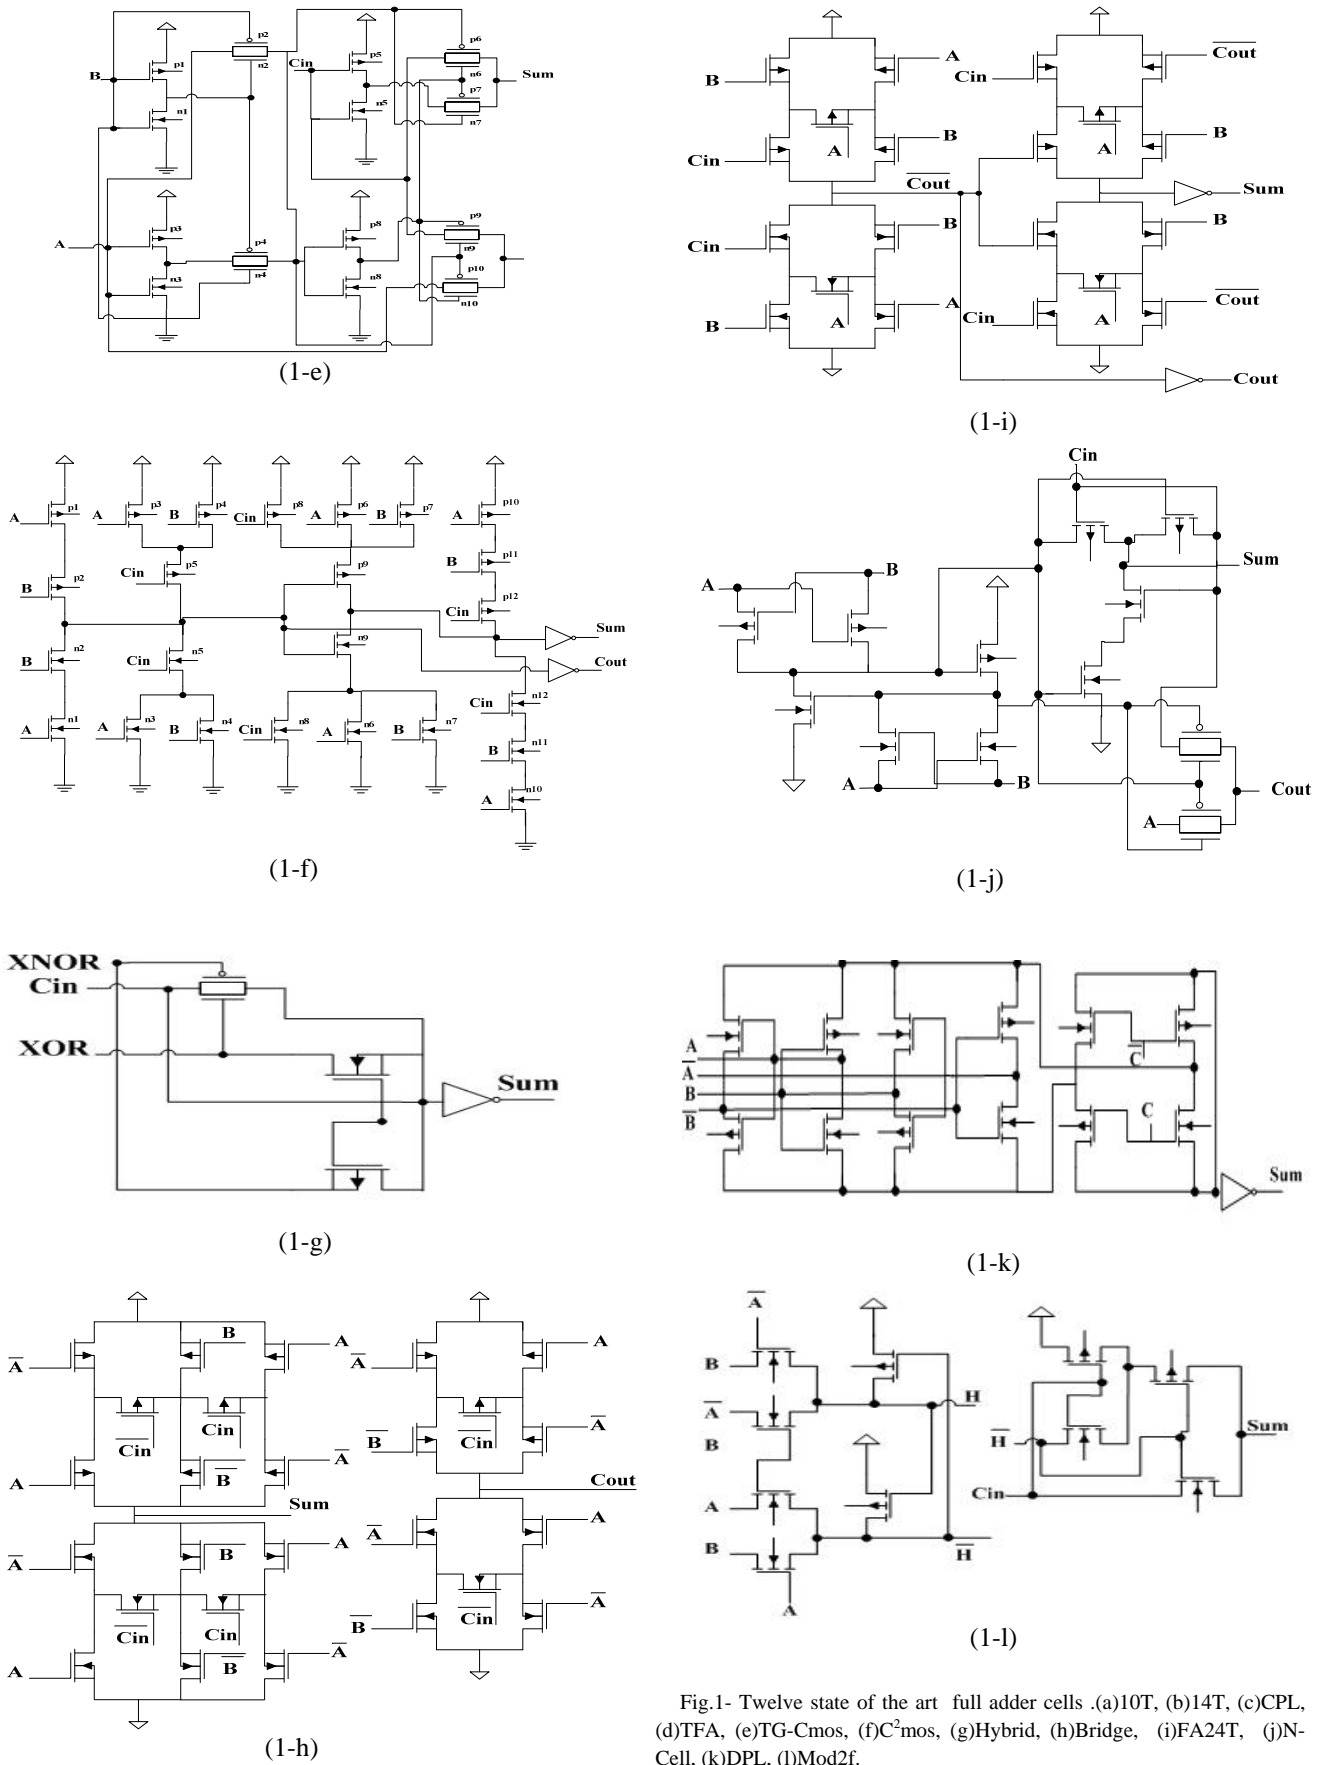 B
p1
n1
p2
n2
A
p3
n3
p4
n4
Cin
p5
n5
p8
n8
p6
n6
p7
n7
Sum
p9
n9
p10
n10
(1-e)
B
A
A
Cin
B
Cout
Cin
B
B
A
A
Cin
Cout
A
B
Sum
B
A
Cin
Cout
Cout
(1-i)
A
p1
B
p2
B
n2
A
n1
A
p3
B
p4
Cin
p5
Cin
n5
A
n3
B
n4
Cin
p8
A
p6
B
p7
p9
n9
Cin
n8
A
n6
B
n7
A
p10
B
p11
Cin
p12
Sum
Cout
Cin
n12
B
n11
A
n10
(1-f)
Cin
A
B
Sum
A
B
Cout
A
(1-j)
XNOR
Cin
XOR
Sum
(1-g)
A
A
B
B
C
C
Sum
(1-k)
A
B
A
Cin
Cin
A
B
A
Sum
A
B
A
Cin
Cin
A
B
A
A
A
Cin
B
A
Cout
A
A
Cin
B
A
(1-h)
A
B
A
B
A
B
A
H
H
H
Cin
Sum
(1-l)
Fig.1- Twelve state of the art full adder cells .(a)10T, (b)14T, (c)CPL,
(d)TFA, (e)TG-Cmos, (f)C²mos, (g)Hybrid, (h)Bridge, (i)FA24T, (j)N-
Cell, (k)DPL, (l)Mod2f.